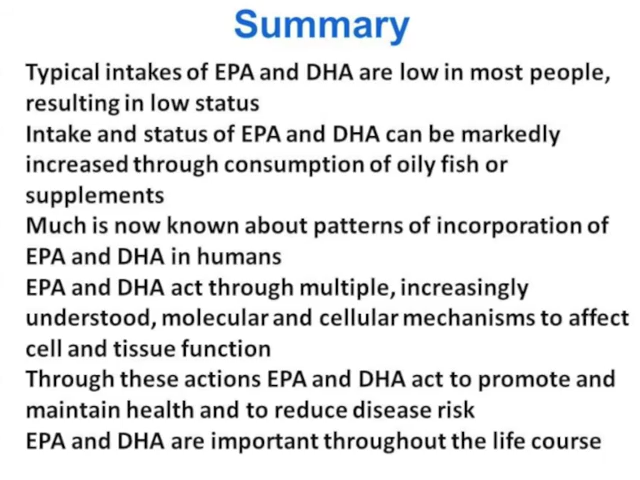 Summary
Typical intakes of EPA and DHA are low in most people,
resulting in low status
Intake and status of EPA and DHA can be markedly
increased through consumption of oily fish or
supplements
Much is now known about patterns of incorporation of
EPA and DHA in humans
EPA and DHA act through multiple, increasingly
understood, molecular and cellular mechanisms to affect
cell and tissue function
Through these actions EPA and DHA act to promote and
maintain health and to reduce disease risk
EPA and DHA are important throughout the life course